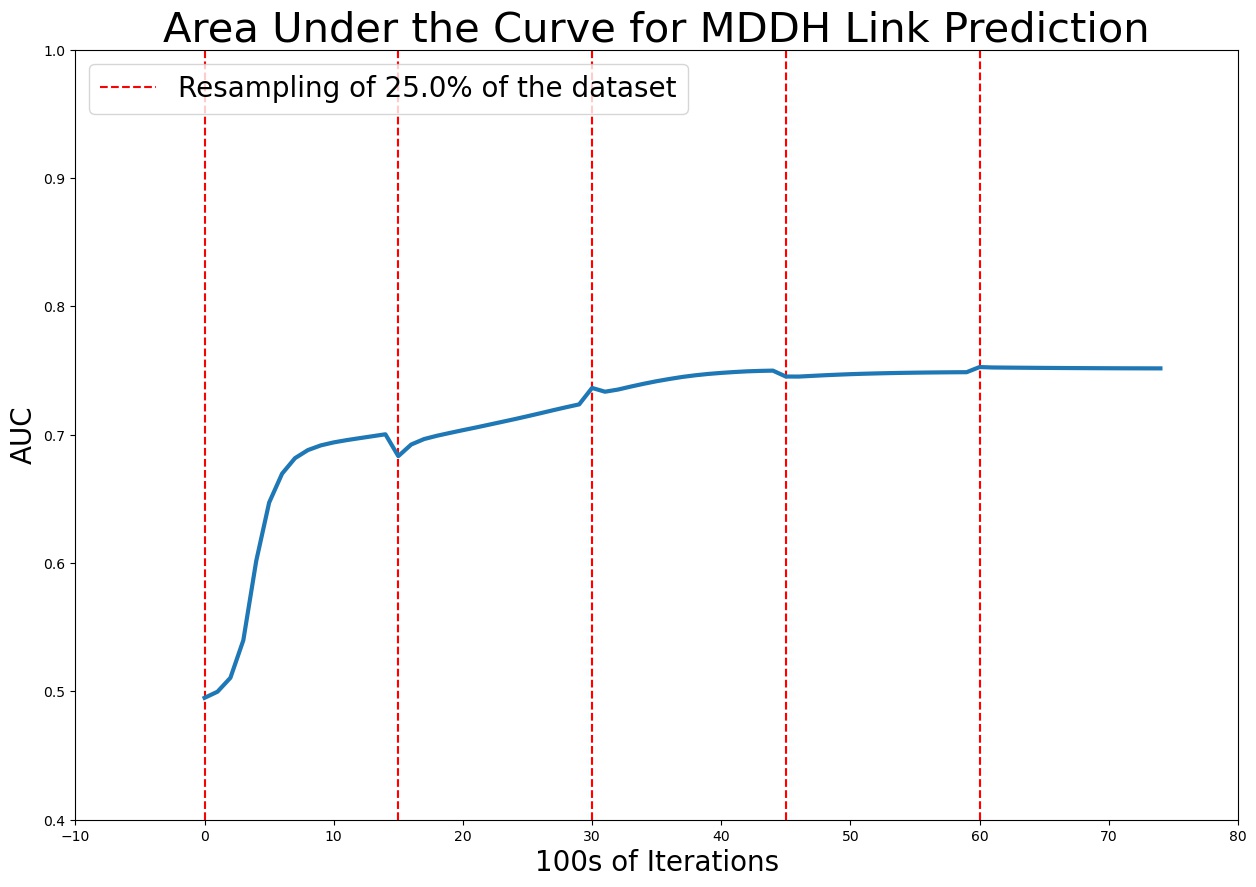 Area Under the Curve for MDDH Link Prediction
Resampling of 25.0% of the dataset
1.0
0.9
0.8
0.7
0.6
0.5
0.4
AUC
−10 0 10 20 30 40 50 60 70 80
100s of Iterations